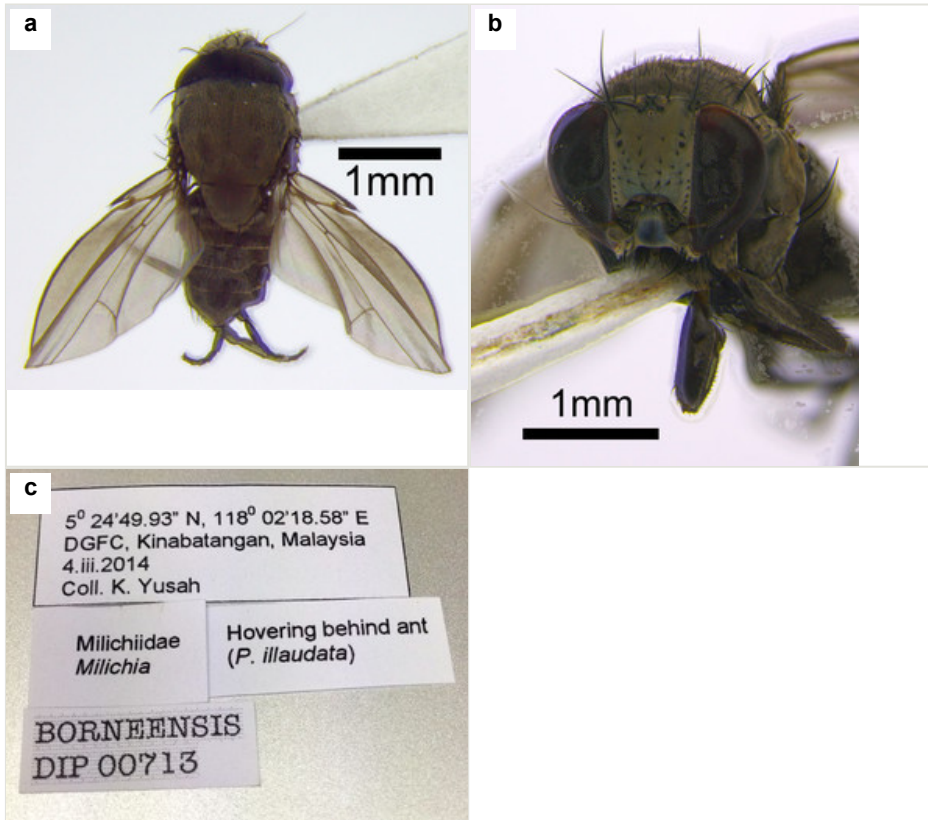 a
1mm
b
1mm
c
5⁰ 24'49.93" N, 118⁰ 02'18.58" E
DGFC, Kinabatangan, Malaysia
4.iii.2014
Coll. K. Yusah
Milichiidae
Milichia
Hovering behind ant
(P. illaudata)
BORNEENSIS
DIP 00713